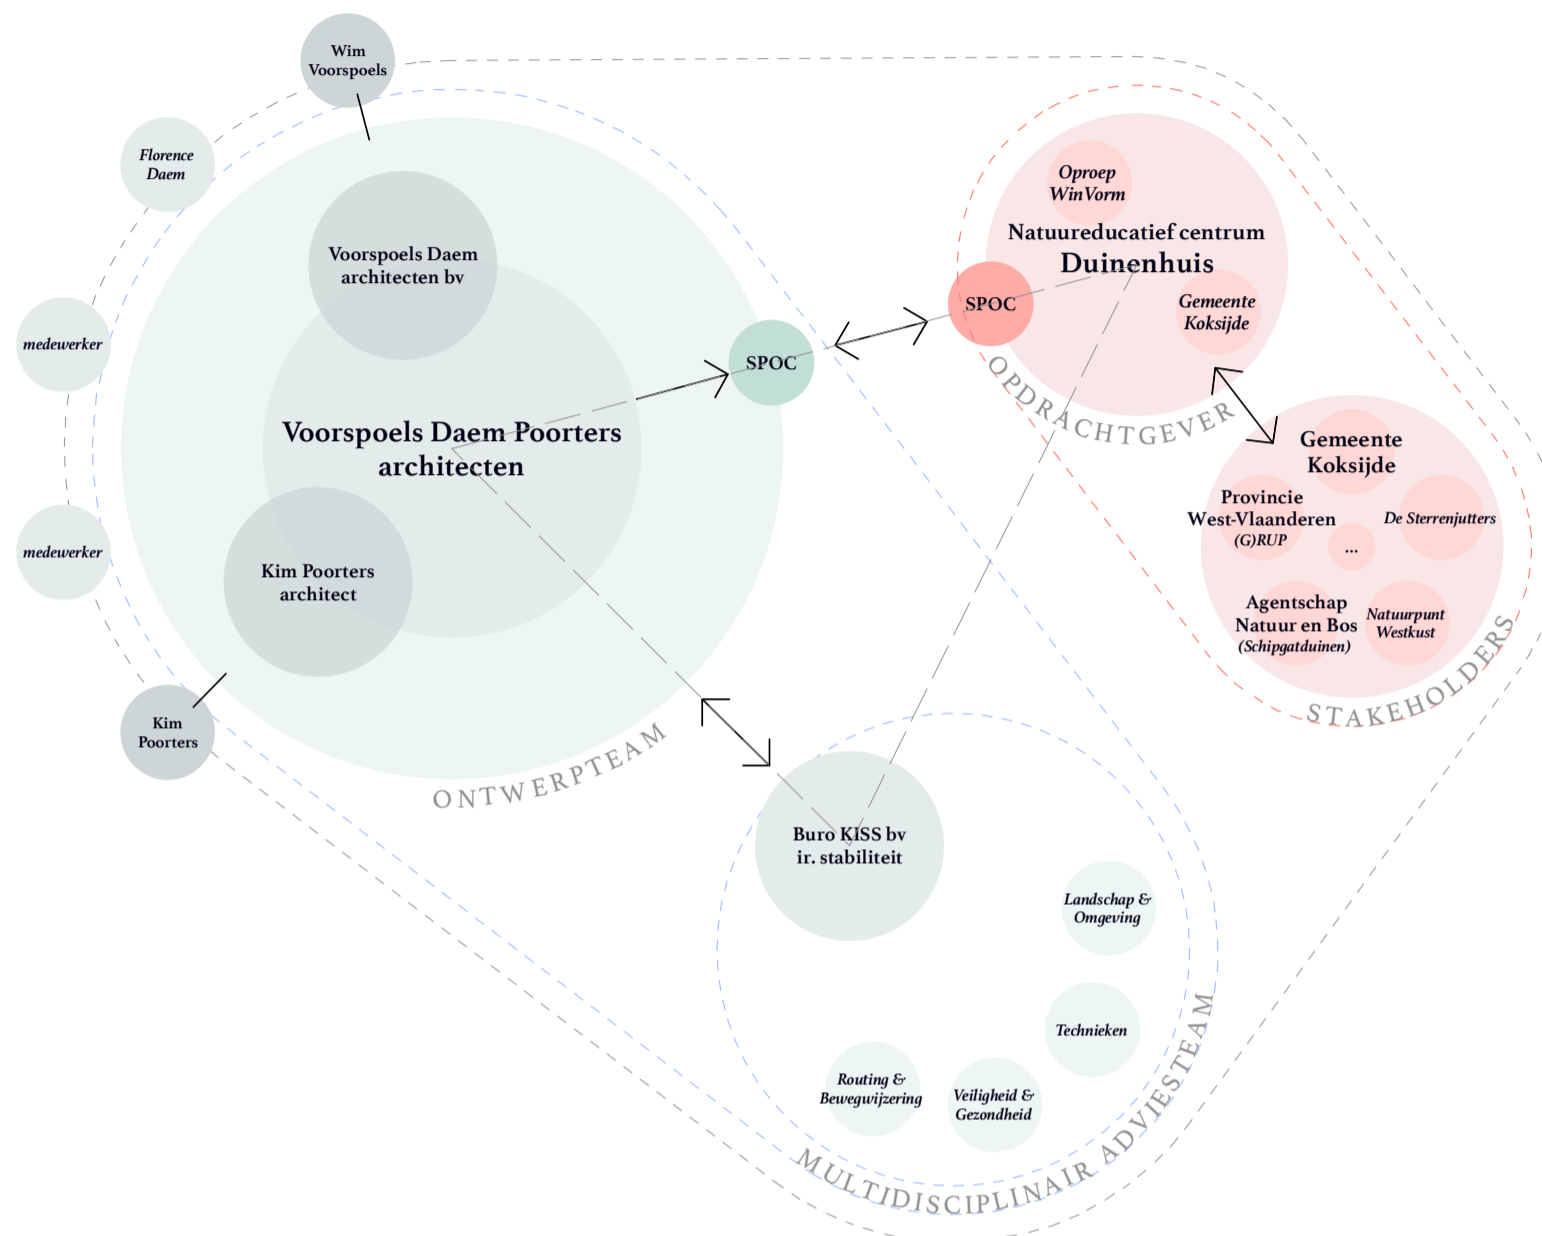 Wim
Voorspoels
Florence
Daem
medewerker
medewerker
Kim
Poorters
Voorspoels Daem
architecten bv
Voorspoels Daem Poorters
architecten
Kim Poorters
architect
ONTWERPTEAM
SPOC
SPOC
Oproep
WinVorm
Natuureducatief centrum
Duinenhuis
Gemeente
Koksijde
OPDRACHTGEVER
Gemeente
Koksijde
Provincie
West-Vlaanderen
(G)RUP
De Sterrenjutters
...
Agentschap
Natuur en Bos
(Schipgatduinen)
Natuurpunt
Westkust
STAKEHOLDERS
Buro KISS bv
ir. stabiliteit
Landschap &
Omgeving
Technieken
Veiligheid &
Gezondheid
Routing &
Bewegwijzering
MULTIDISCIPLINAIR ADVIESTEAM